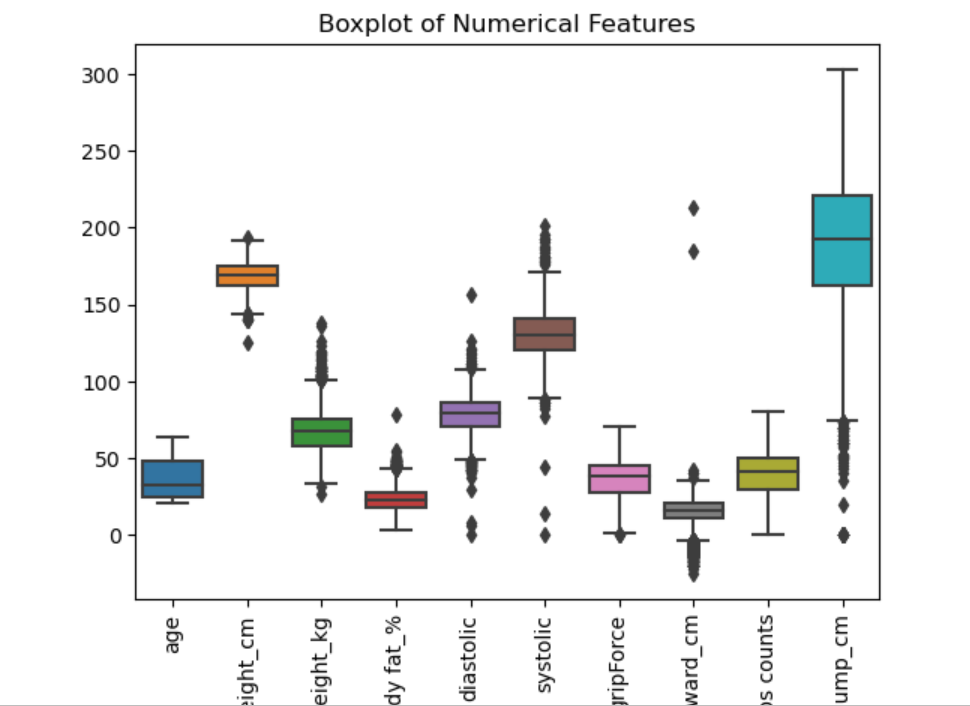 Boxplot of Numerical Features
300
250
200
150
100
50
0
age
eight_cm
eight_kg
dy fat_%
diastolic
systolic
gripForce
ward_cm
ps counts
ump_cm